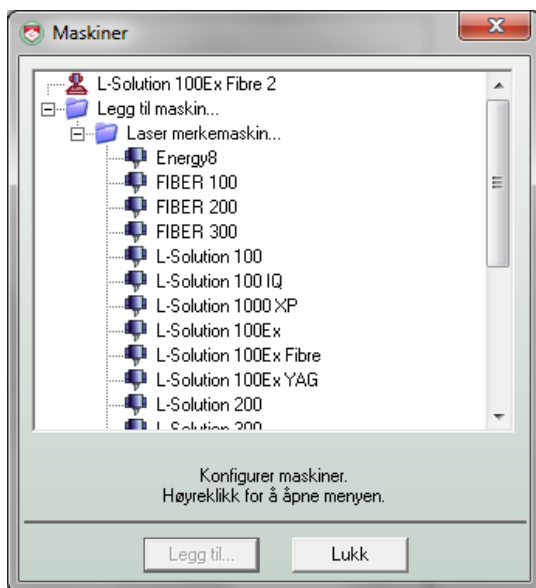 Maskiner
L-Solution 100Ex Fibre 2
Legg til maskin...
Laser merkemaskin...
Energy8
FIBER 100
FIBER 200
FIBER 300
L-Solution 100
L-Solution 100 IQ
L-Solution 1000 XP
L-Solution 100Ex
L-Solution 100Ex Fibre
L-Solution 100Ex YAG
L-Solution 200
L-Solution 300
Konfigurer maskiner.
Høyreklikk for å åpne menyen.
Legg til...
Lukk